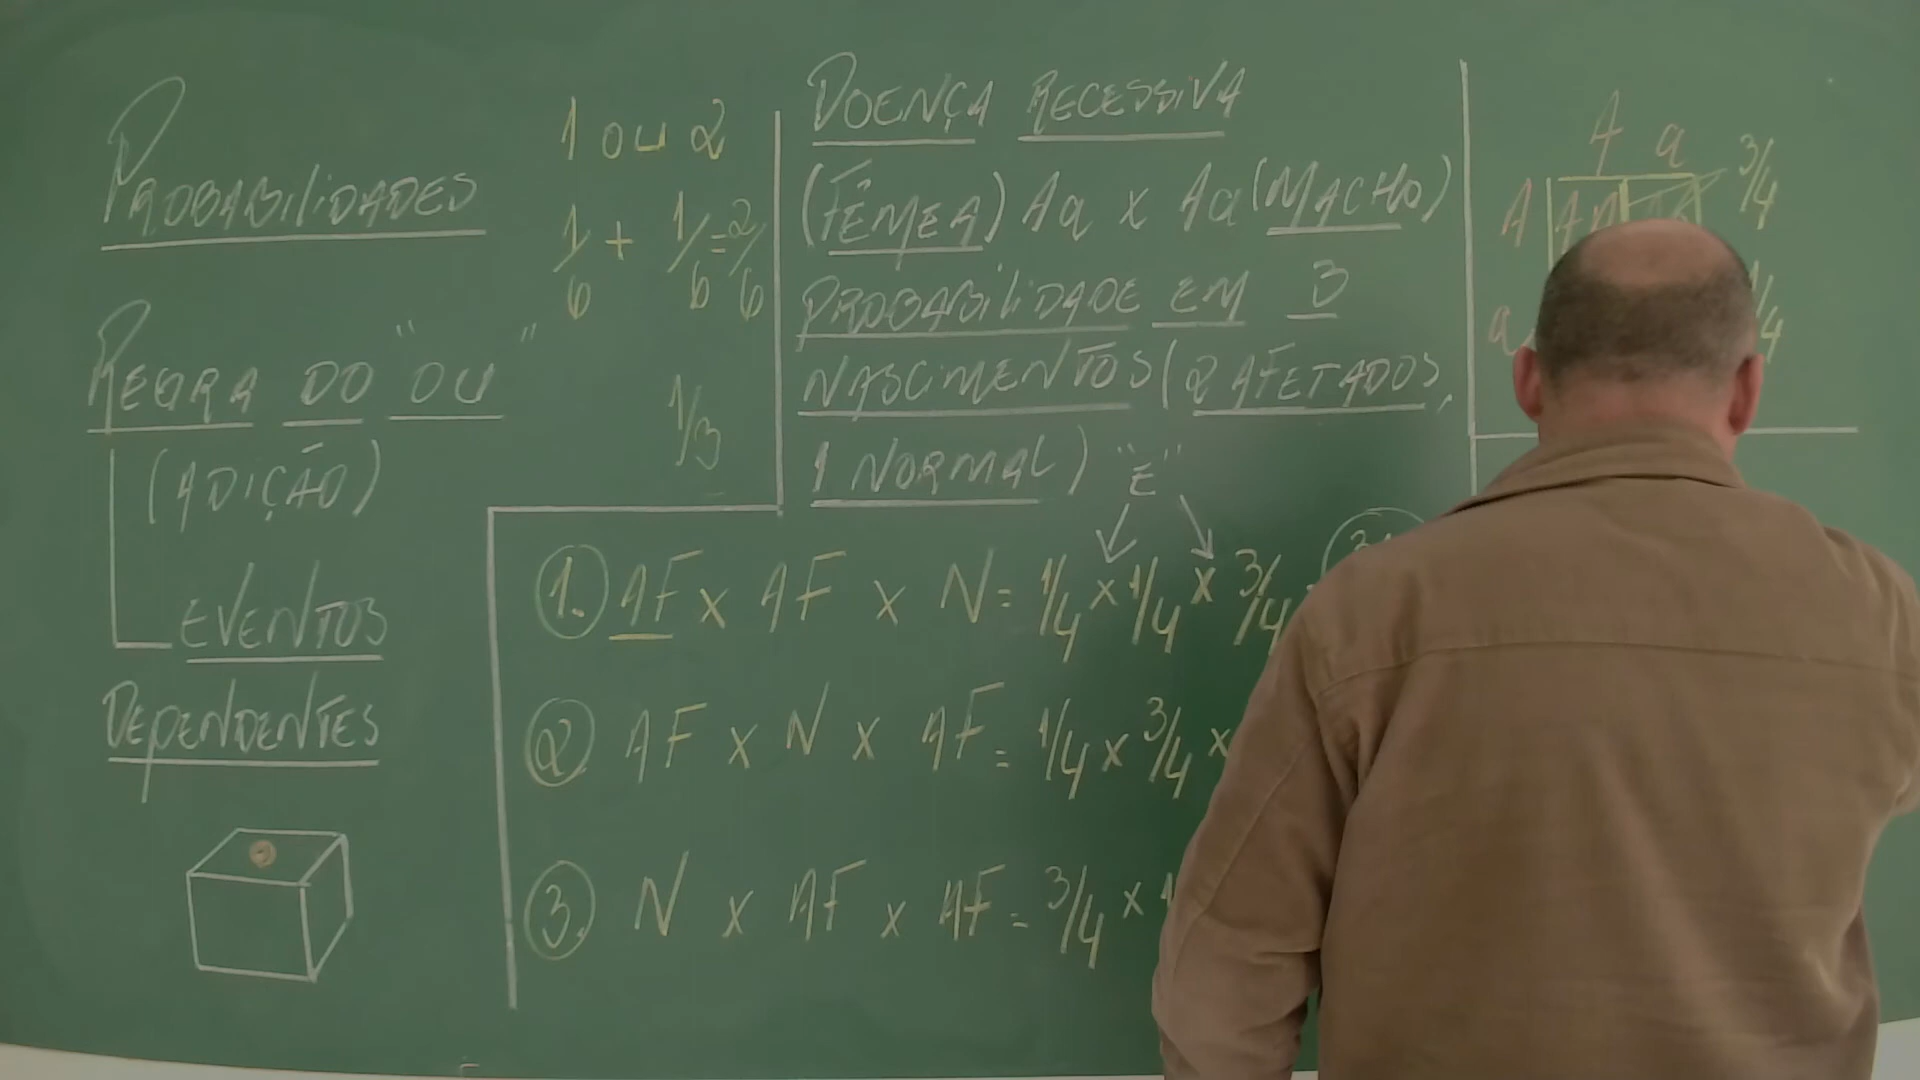 PROBABILIDADES
REGRA DO "OU"
(ADIÇÃO)
EVENTOS
DEPENDENTES
1 OU 2
1/6 + 1/6 = 2/6
1/3
DOENÇA RECESSIVA
(FÊMEA) Aa x Aa (MACHO)
PROBABILIDADE EM 3
NASCIMENTOS (2 AFETADOS,
1 NORMAL) "E"
1. AF x AF x N = 1/4 x 1/4 x 3/4
2 AF x N x AF = 1/4 x 3/4 x
3. N x AF x AF = 3/4 x
A a 3/4
A
a